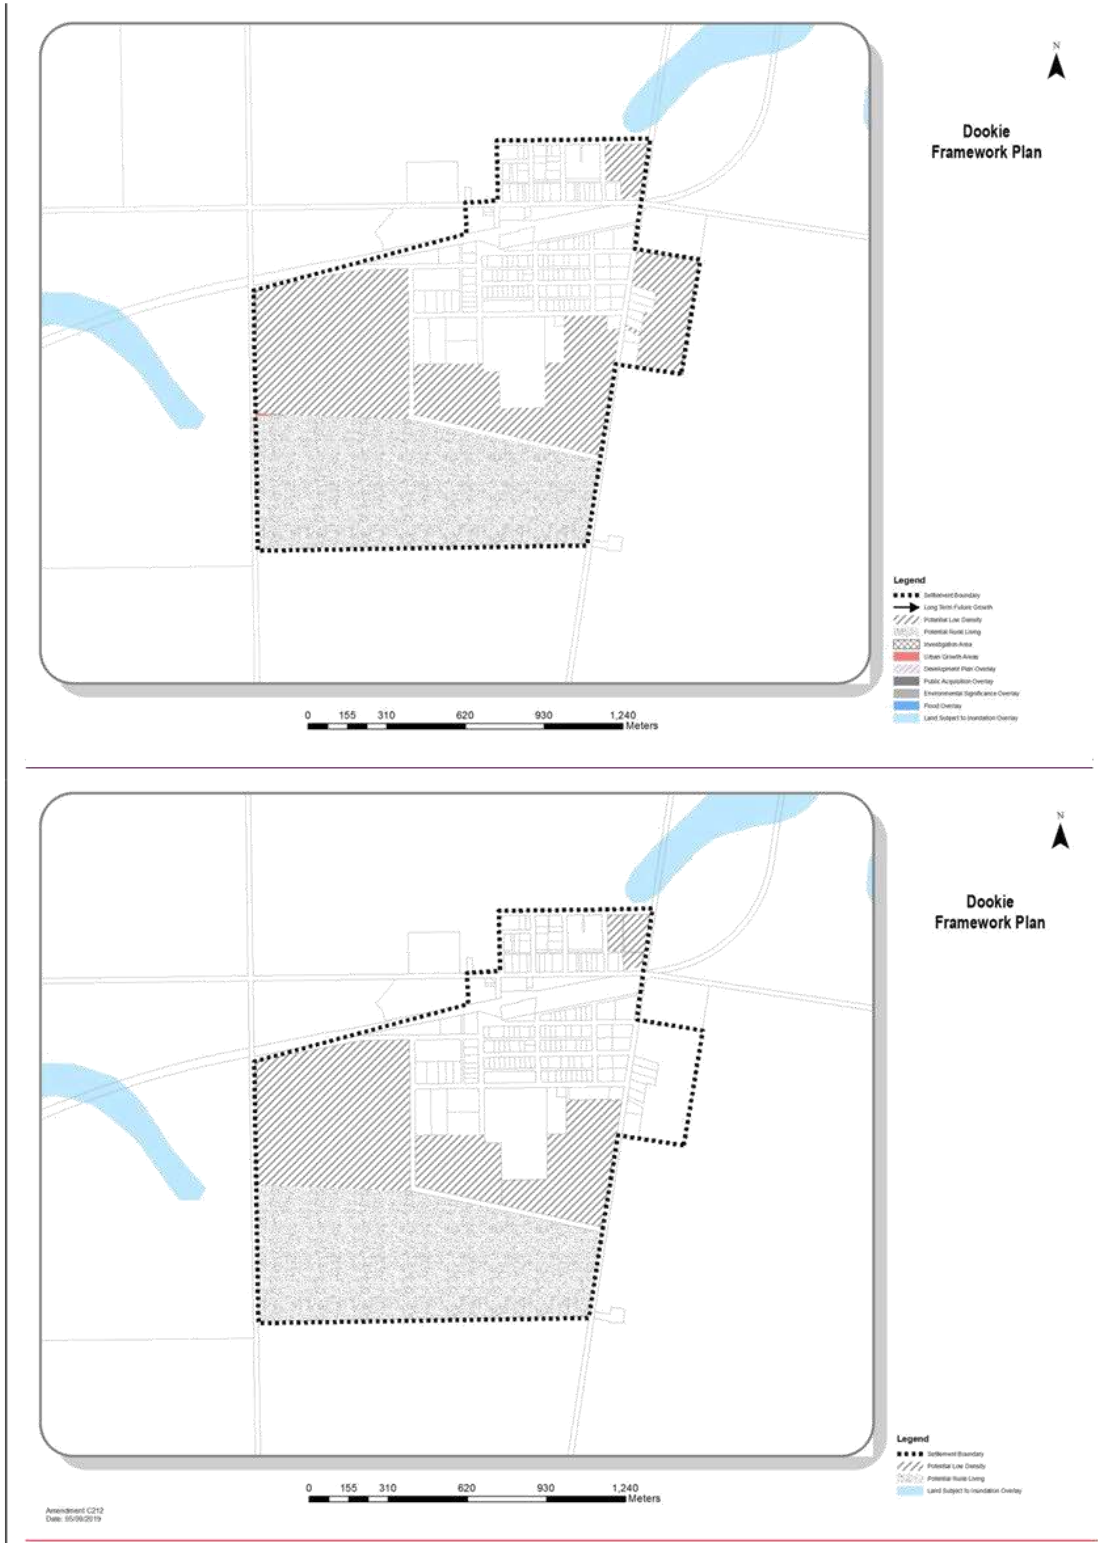 N
Dookie
Framework Plan
Legend
Settlement Boundary
Long Term Future Growth
Potential Low Density
Potential Rural Living
Investigation Area
Urban Growth Areas
Development Plan Overlay
Public Acquisition Overlay
Environmental Significance Overlay
Flood Overlay
Land Subject to Inundation Overlay
0 155 310 620 930 1,240
Meters
N
Dookie
Framework Plan
Legend
Settlement Boundary
Potential Low Density
Potential Rural Living
Land Subject to Inundation Overlay
0 155 310 620 930 1,240
Meters
Amendment C212